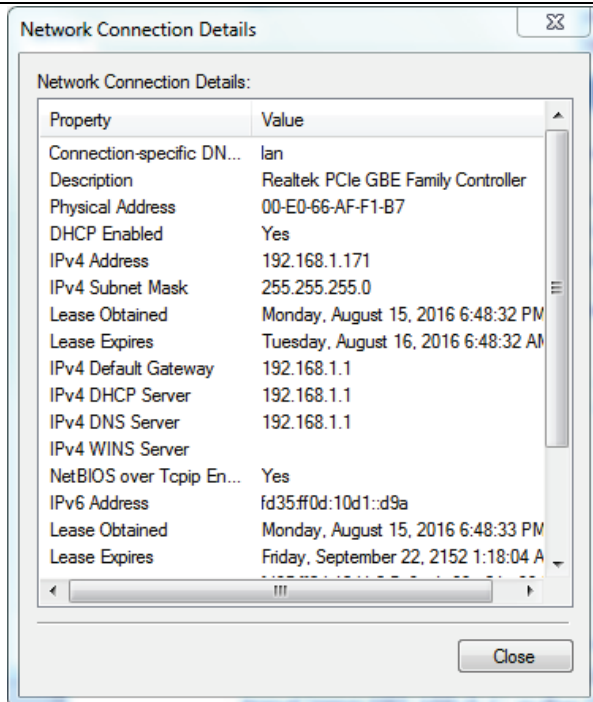 Network Connection Details
Network Connection Details:
Property Value
Connection-specific DN... lan
Description Realtek PCIe GBE Family Controller
Physical Address 00-E0-66-AF-F1-B7
DHCP Enabled Yes
IPv4 Address 192.168.1.171
IPv4 Subnet Mask 255.255.255.0
Lease Obtained Monday, August 15, 2016 6:48:32 PM
Lease Expires Tuesday, August 16, 2016 6:48:32 AM
IPv4 Default Gateway 192.168.1.1
IPv4 DHCP Server 192.168.1.1
IPv4 DNS Server 192.168.1.1
IPv4 WINS Server
NetBIOS over Tcpip En... Yes
IPv6 Address fd35:ff0d:10d1::d9a
Lease Obtained Monday, August 15, 2016 6:48:33 PM
Lease Expires Friday, September 22, 2152 1:18:04 A
Close